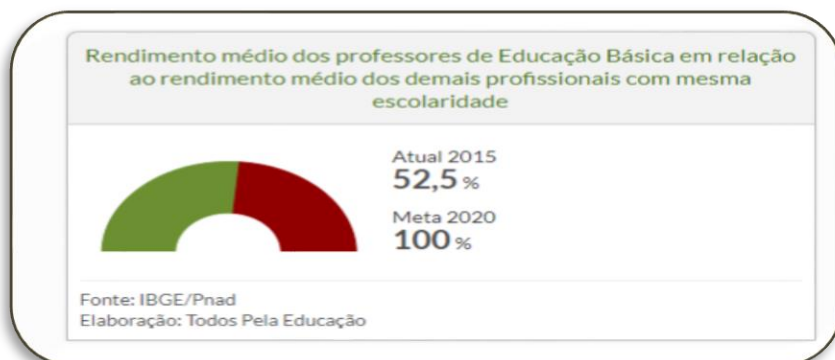 Rendimento médio dos professores de Educação Básica em relação
ao rendimento médio dos demais profissionais com mesma
escolaridade
Atual 2015
52,5 %
Meta 2020
100 %
Fonte: IBGE/Pnad
Elaboração: Todos Pela Educação